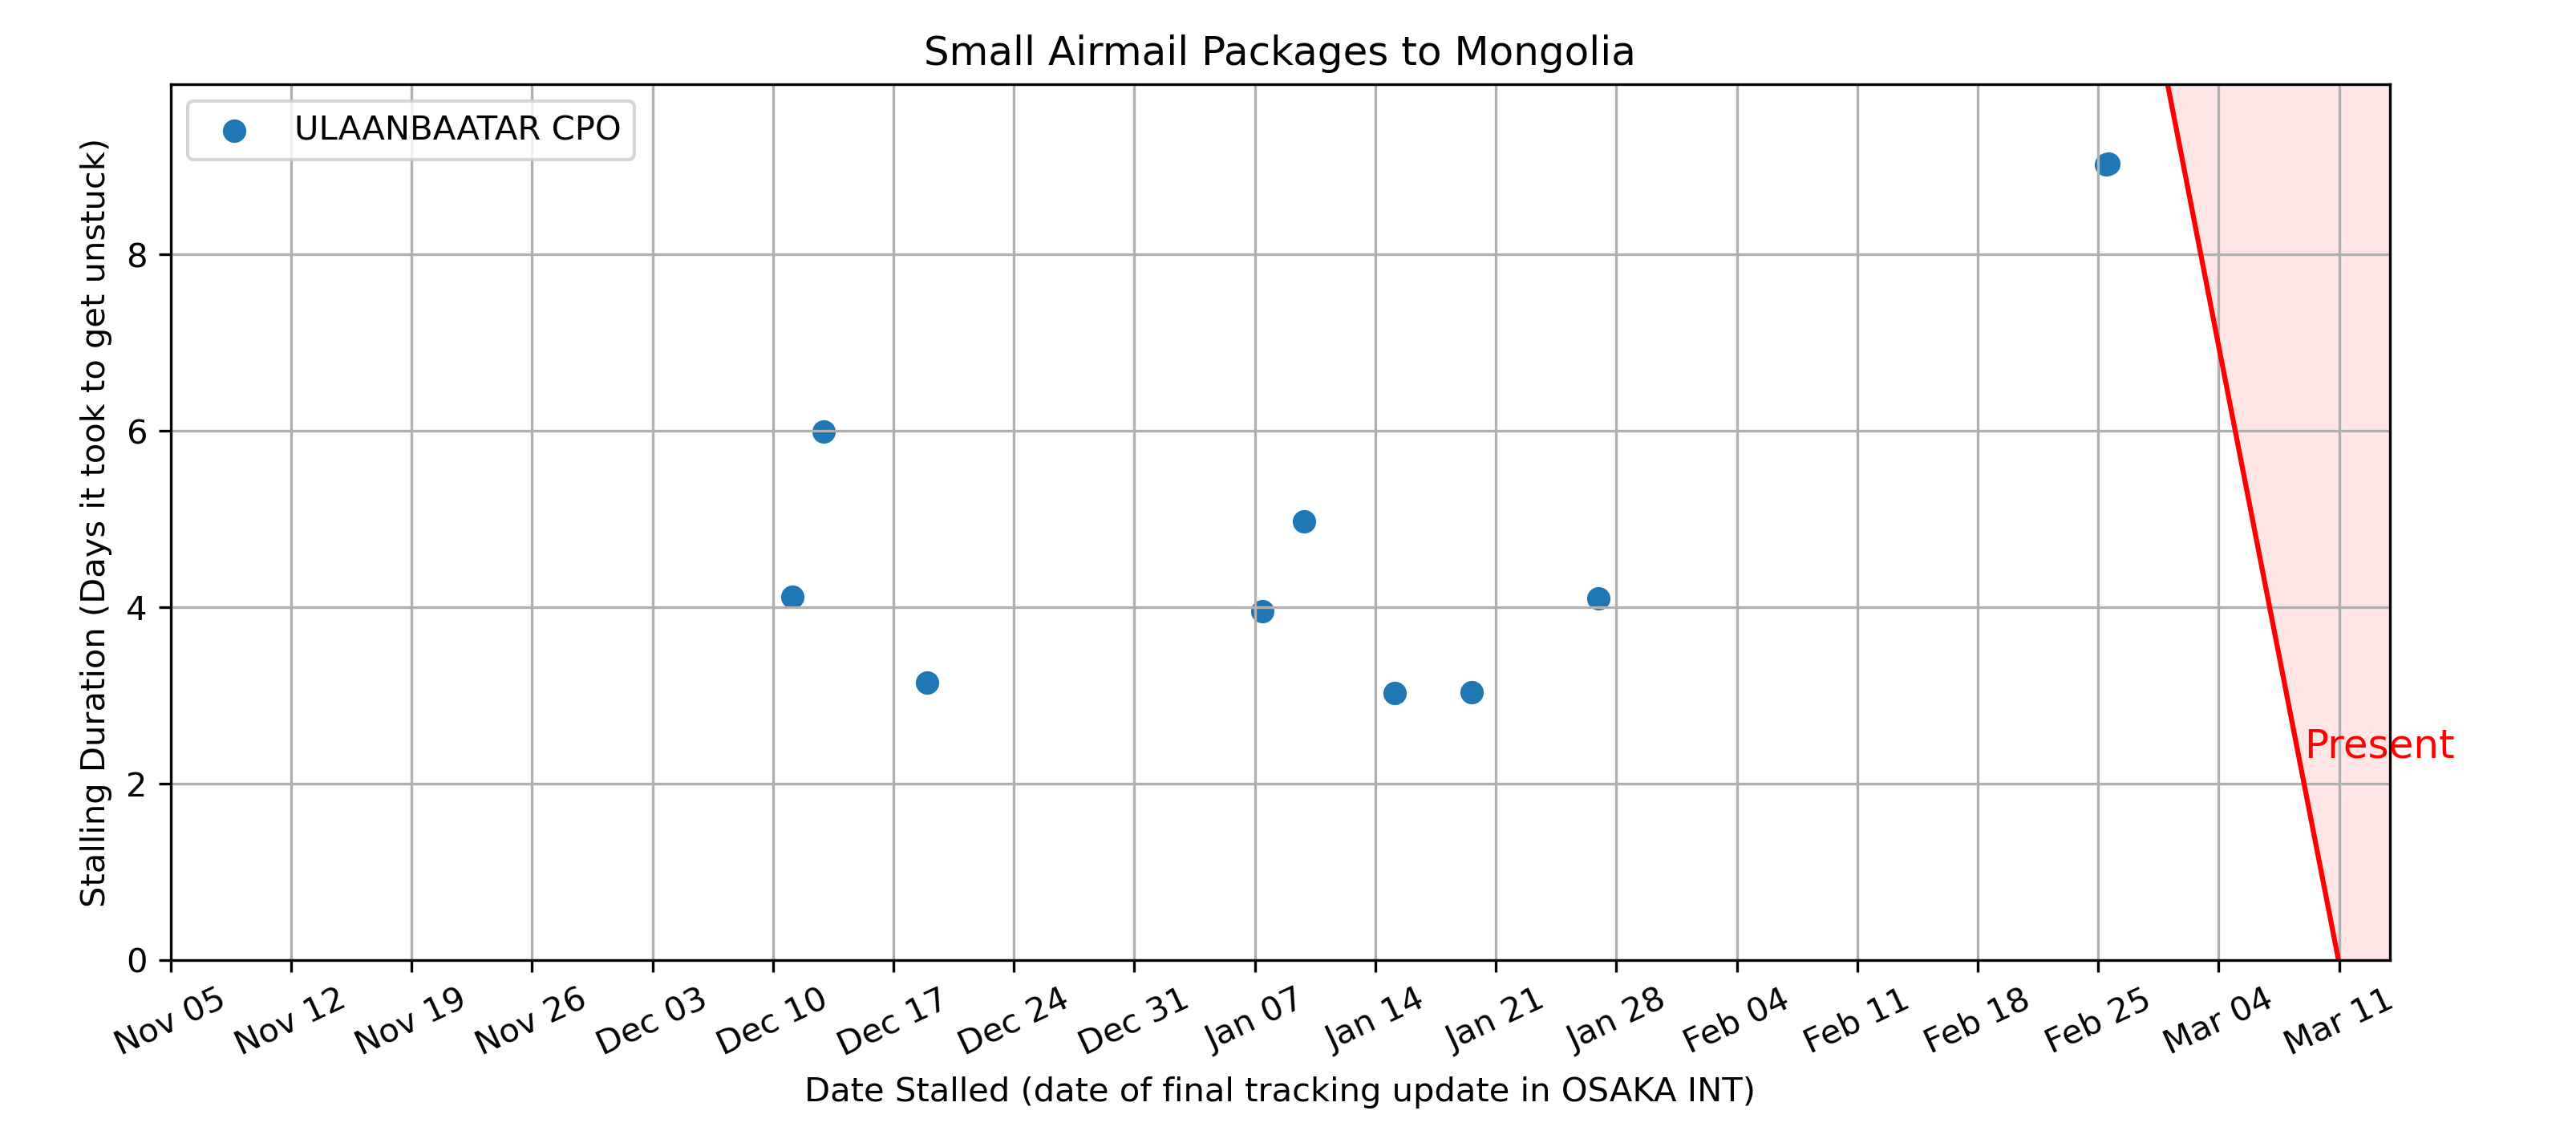 Small Airmail Packages to Mongolia
ULAANBAATAR CPO
Stalling Duration (Days it took to get unstuck)
8
6
4
2
0
Present
Nov 05 Nov 12 Nov 19 Nov 26 Dec 03 Dec 10 Dec 17 Dec 24 Dec 31 Jan 07 Jan 14 Jan 21 Jan 28 Feb 04 Feb 11 Feb 18 Feb 25 Mar 04 Mar 11
Date Stalled (date of final tracking update in OSAKA INT)